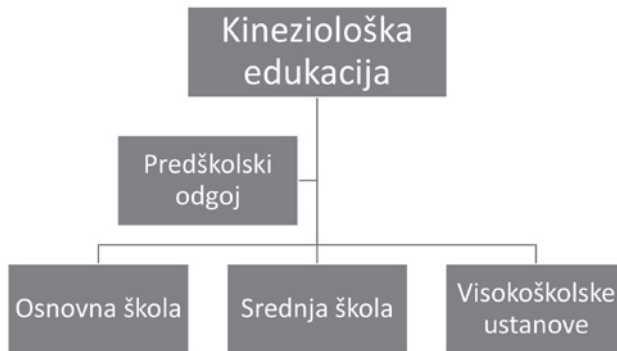 Kineziološka
edukacija
Predškolski
odgoj
Osnovna škola
Srednja škola
Visokoškolske
ustanove